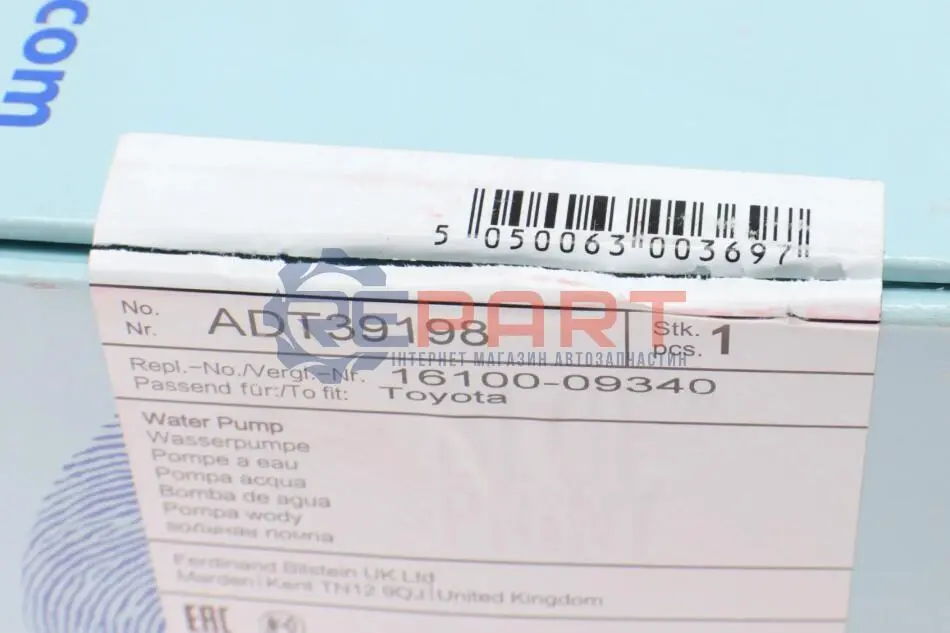 com
5 050063 003697
No.
Nr. ADT39198
Stk.
pcs. 1
REPART
ІНТЕРНЕТ МАГАЗИН АВТОЗАПЧАСТИН
Repl.-No./Vergl.-Nr. 16100-09340
Passend für:/To fit: Toyota
Water Pump
Wasserpumpe
Pompe a eau
Pompa acqua
Bomba de agua
Pompa wody
водяная помпа
Ferdinand Bilstein UK Ltd
Marden | Kent TN12 9QJ | United Kingdom
EAC